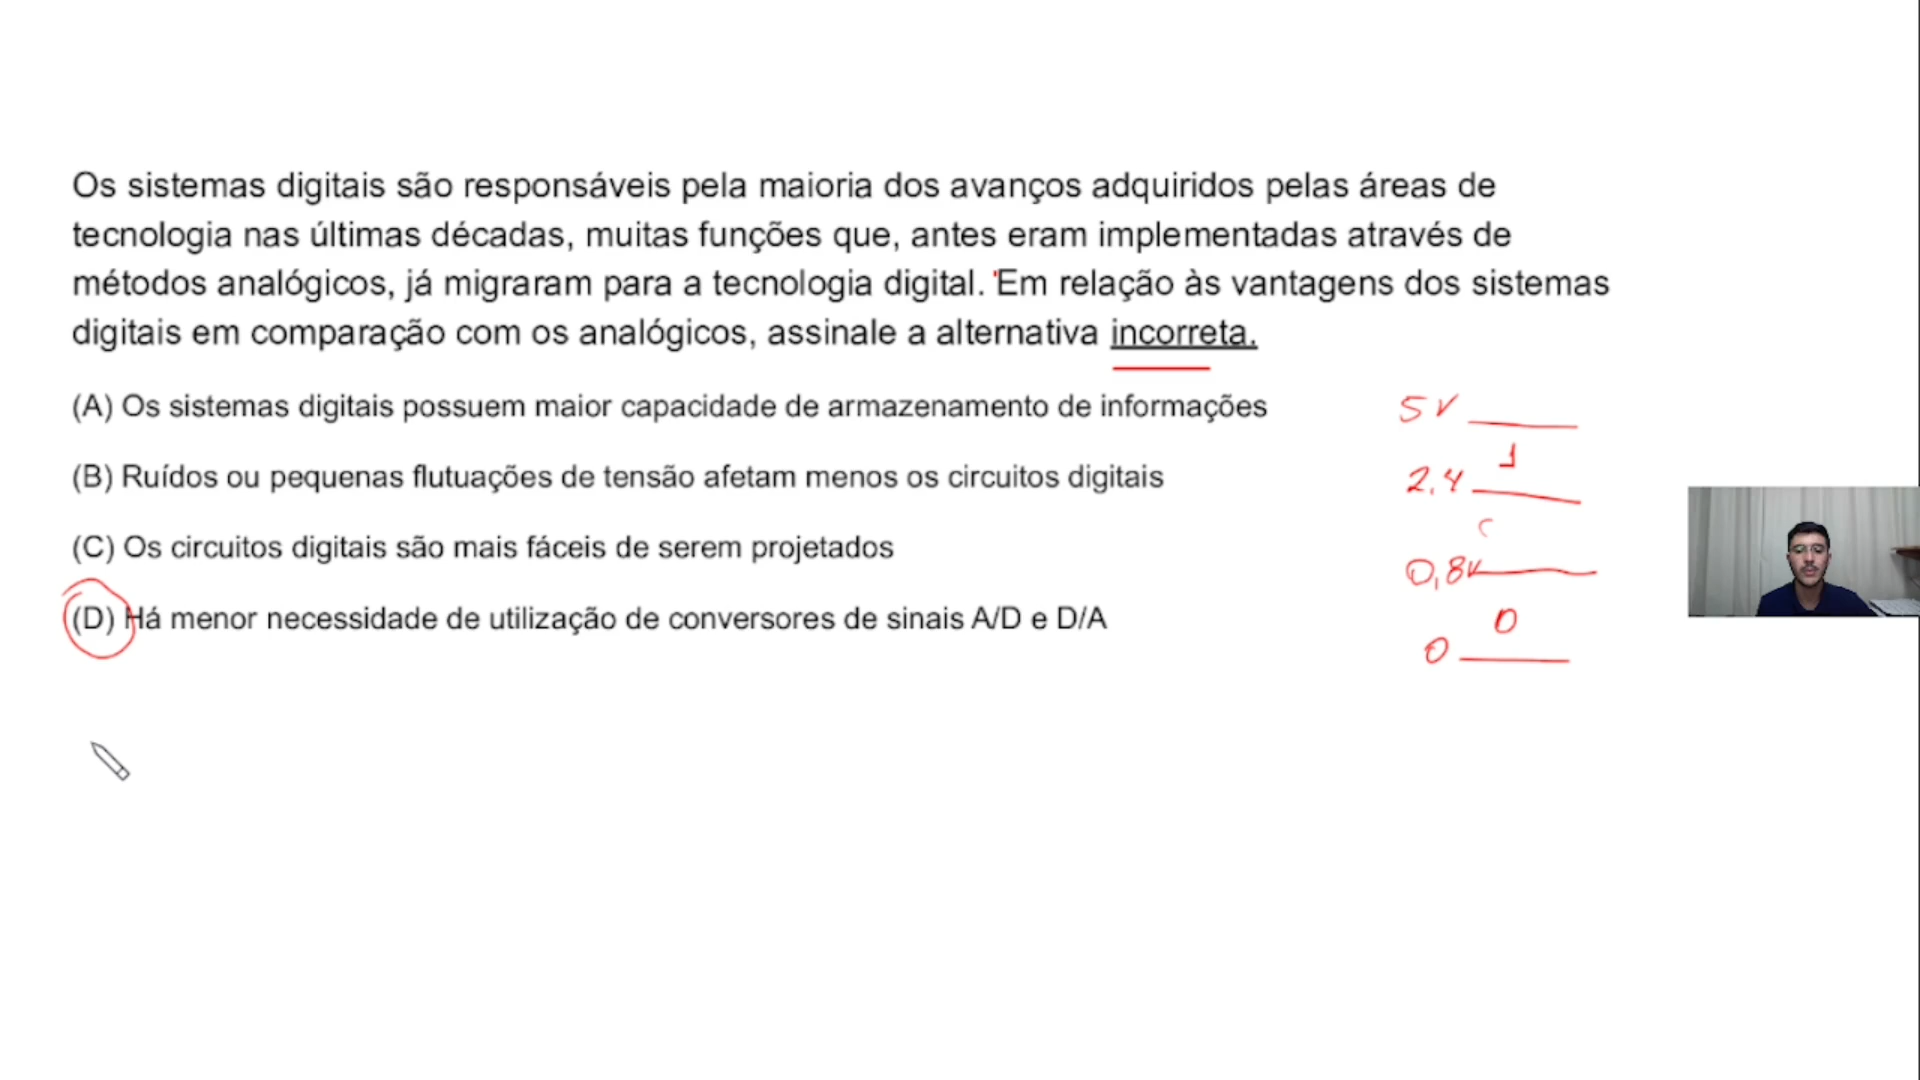 Os sistemas digitais são responsáveis pela maioria dos avanços adquiridos pelas áreas de
tecnologia nas últimas décadas, muitas funções que, antes eram implementadas através de
métodos analógicos, já migraram para a tecnologia digital. Em relação às vantagens dos sistemas
digitais em comparação com os analógicos, assinale a alternativa incorreta.
(A) Os sistemas digitais possuem maior capacidade de armazenamento de informações
(B) Ruídos ou pequenas flutuações de tensão afetam menos os circuitos digitais
(C) Os circuitos digitais são mais fáceis de serem projetados
(D) Há menor necessidade de utilização de conversores de sinais A/D e D/A
5V
1
2,4
0,8V
0
0